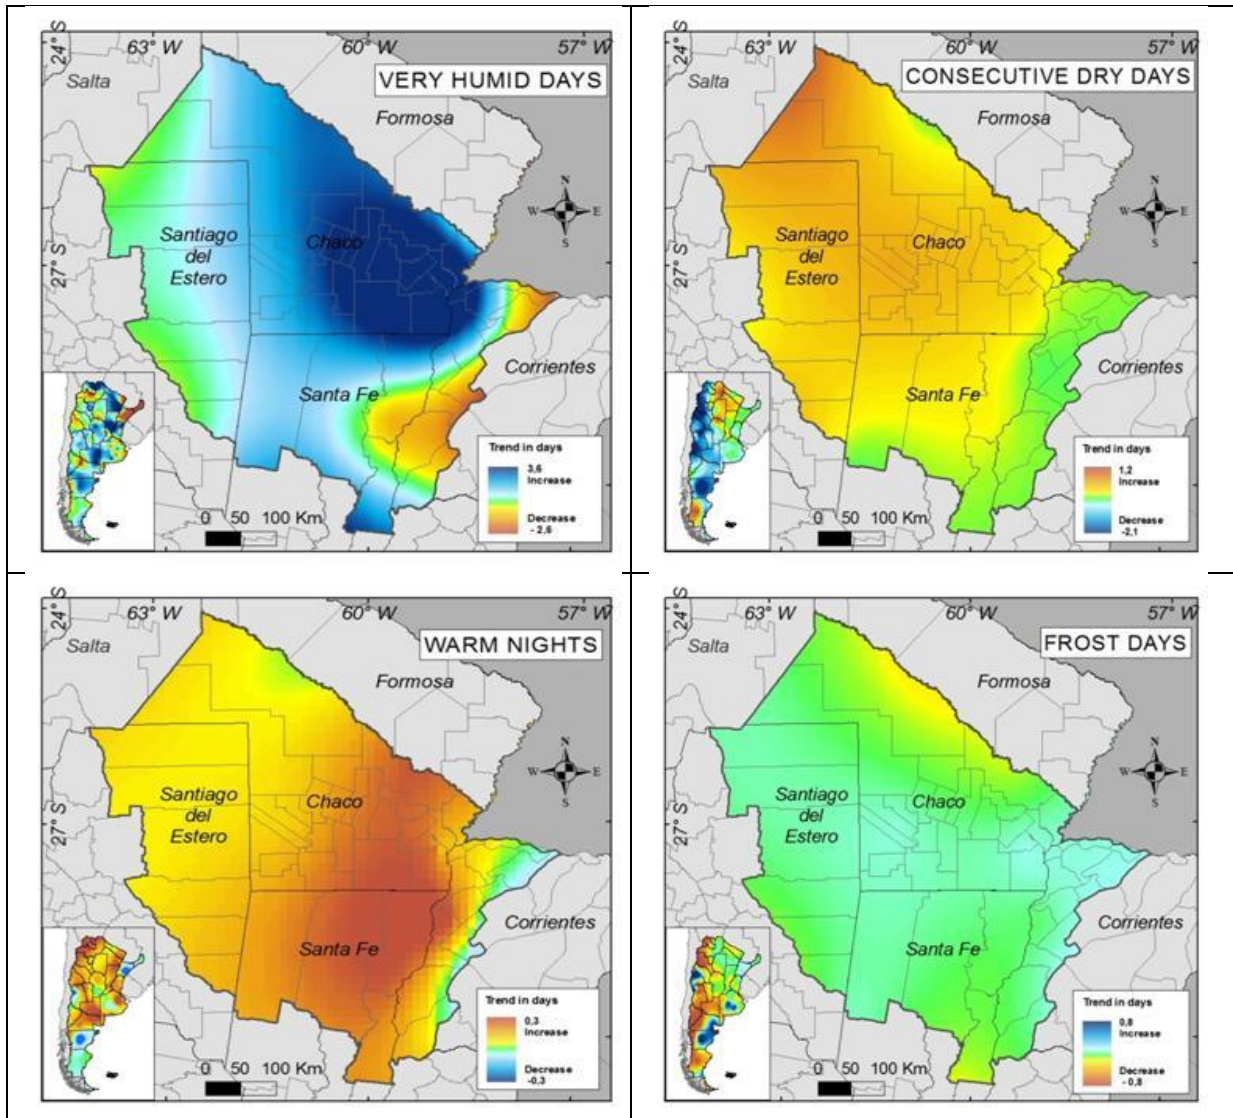 24° S
63° W
60° W
57° W
Salta
VERY HUMID DAYS
Formosa
N
W E
S
Santiago
del
Estero
Chaco
27° S
Corrientes
Santa Fe
Trend in days
3,6
Increase
Decrease
- 2,6
0 50 100 Km
24° S
63° W
60° W
57° W
Salta
CONSECUTIVE DRY DAYS
Formosa
N
W E
S
Santiago
del
Estero
Chaco
27° S
Corrientes
Santa Fe
Trend in days
1,2
Increase
Decrease
-2,1
0 50 100 Km
24° S
63° W
60° W
57° W
Salta
WARM NIGHTS
Formosa
N
W E
S
Santiago
del
Estero
Chaco
27° S
Corrientes
Santa Fe
Trend in days
0,3
Increase
Decrease
-0,3
0 50 100 Km
24° S
63° W
60° W
57° W
Salta
FROST DAYS
Formosa
N
W E
S
Santiago
del
Estero
Chaco
27° S
Corrientes
Santa Fe
Trend in days
0,8
Increase
Decrease
- 0,8
0 50 100 Km